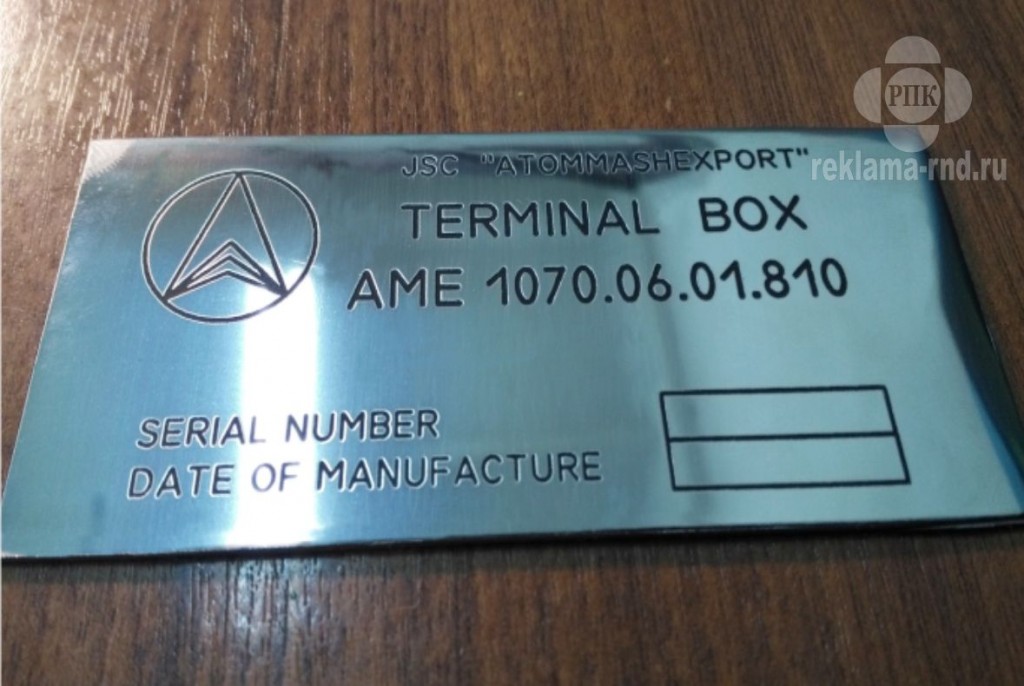 РПК
reklama-rnd.ru
JSC "ATOMMASHEXPORT"
TERMINAL BOX
AME 1070.06.01.810
SERIAL NUMBER
DATE OF MANUFACTURE